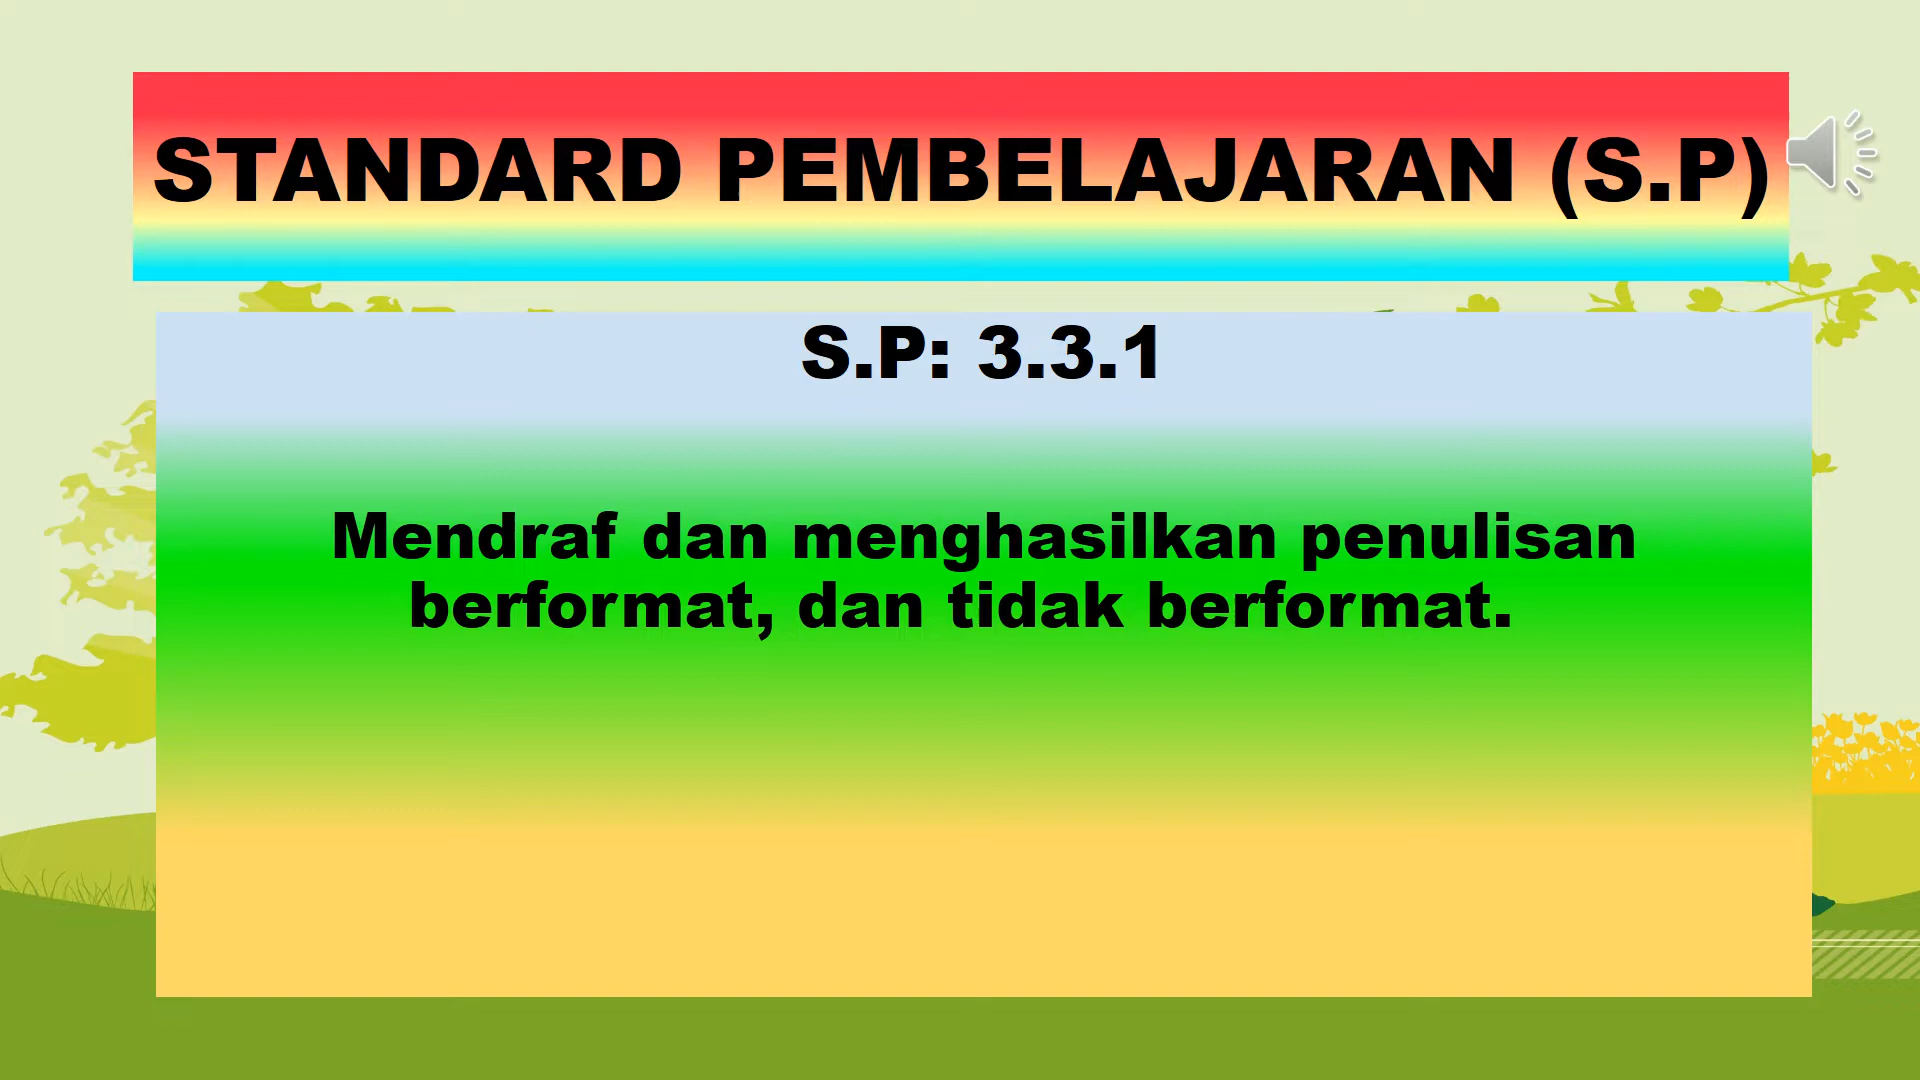 STANDARD PEMBELAJARAN (S.P)
S.P: 3.3.1
Mendraf dan menghasilkan penulisan
berformat, dan tidak berformat.